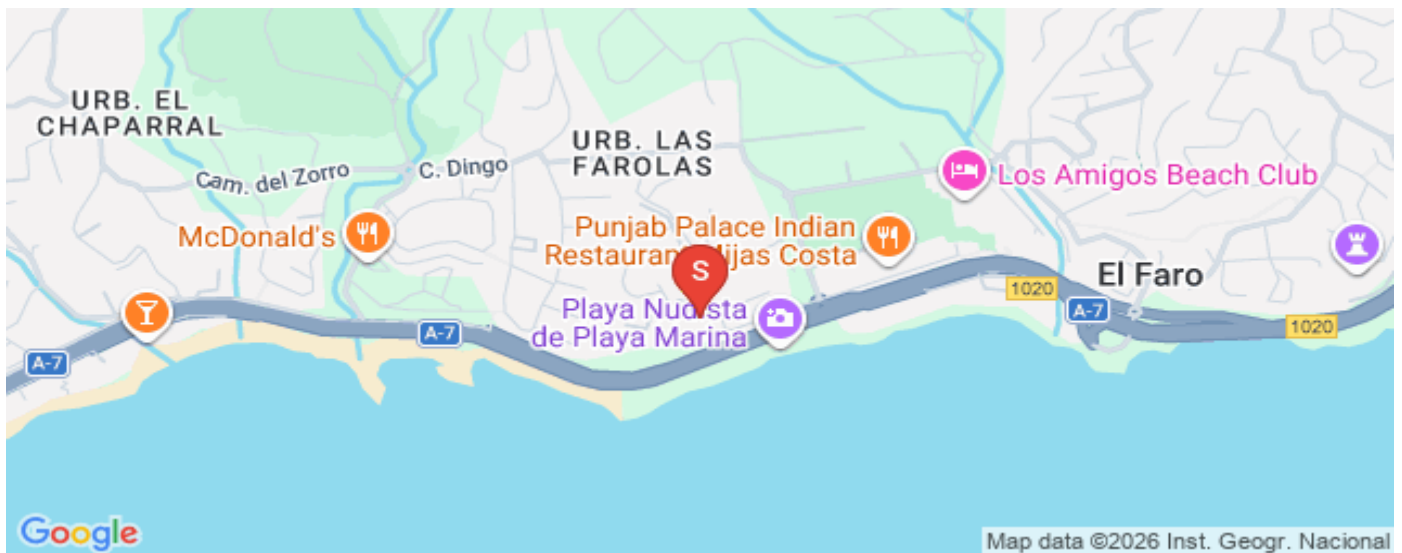 URB. EL
CHAPARRAL
URB. LAS
FAROLAS
Cam. del Zorro
C. Dingo
Los Amigos Beach Club
McDonald's
Punjab Palace Indian
Costa
S
El Faro
1020
Playa Nudista
de Playa Marina
A-7
A-7
A-7
1020
Google
Map data ©2026 Inst. Geogr. Nacional